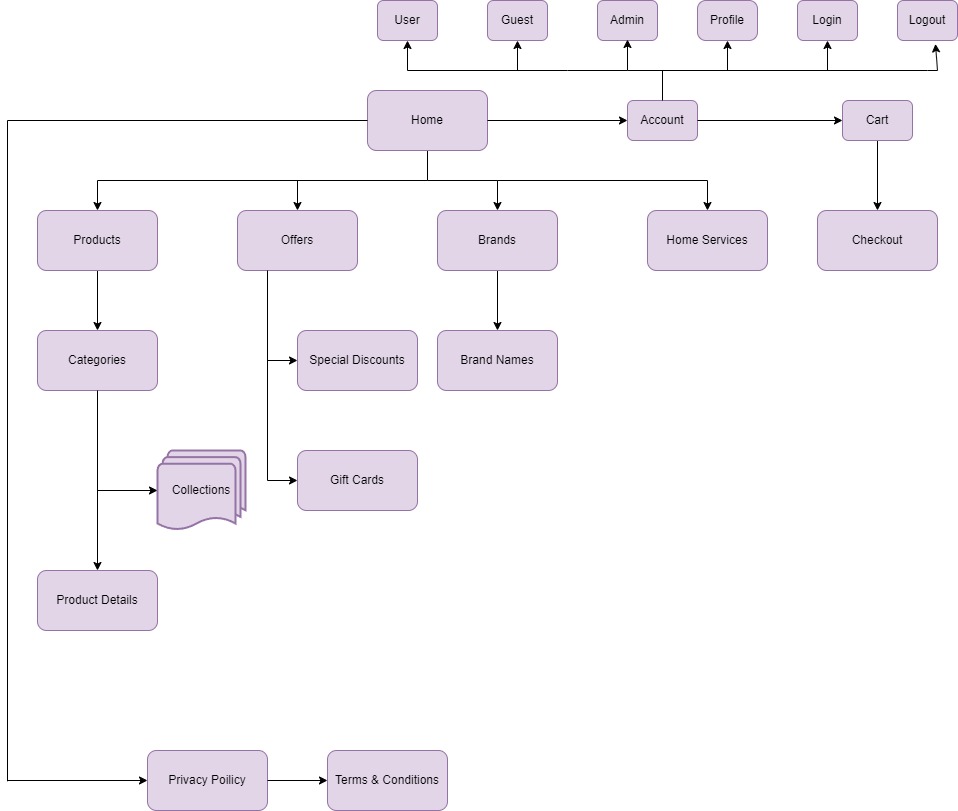 Logout
Login
Profile
Admin
Guest
User
Cart
Account
Home
Checkout
Home Services
Brands
Offers
Products
Brand Names
Special Discounts
Categories
Gift Cards
Collections
Product Details
Terms & Conditions
Privacy Poilicy